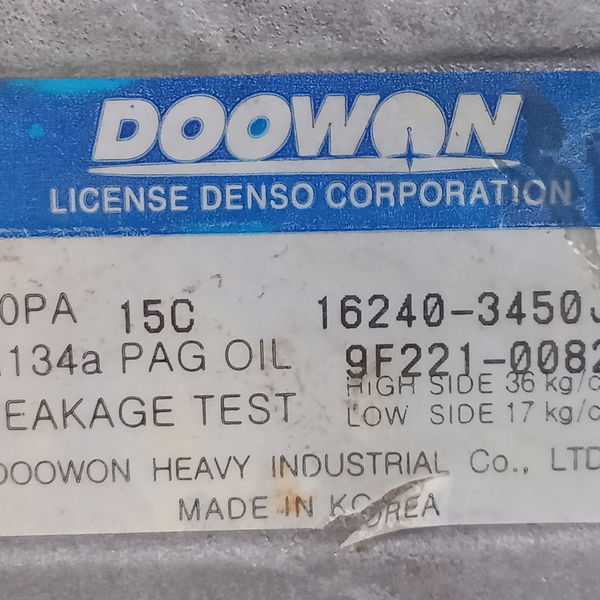 DOOWON
LICENSE DENSO CORPORATION
0PA 15C 16240-3450
134a PAG OIL 9F221-0082
EAKAGE TEST HIGH SIDE 36 kg/c
LOW SIDE 17 kg/c
DOOWON HEAVY INDUSTRIAL Co., LTD
MADE IN KOREA